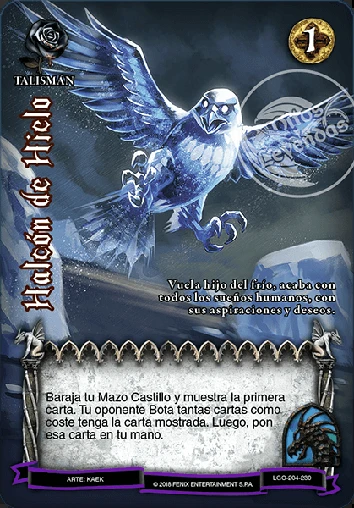 TALISMAN
1
Mitos y Leyendas
Halcón de Hielo
Vuela hijo del frío, acaba con
todos los sueños humanos, con
sus aspiraciones y deseos.
Baraja tu Mazo Castillo y muestra la primera
carta. Tu oponente Bota tantas cartas como
coste tenga la carta mostrada. Luego, pon
esa carta en tu mano.
ARTE: KAEK
© 2018 FENIX ENTERTAINMENT S.P.A